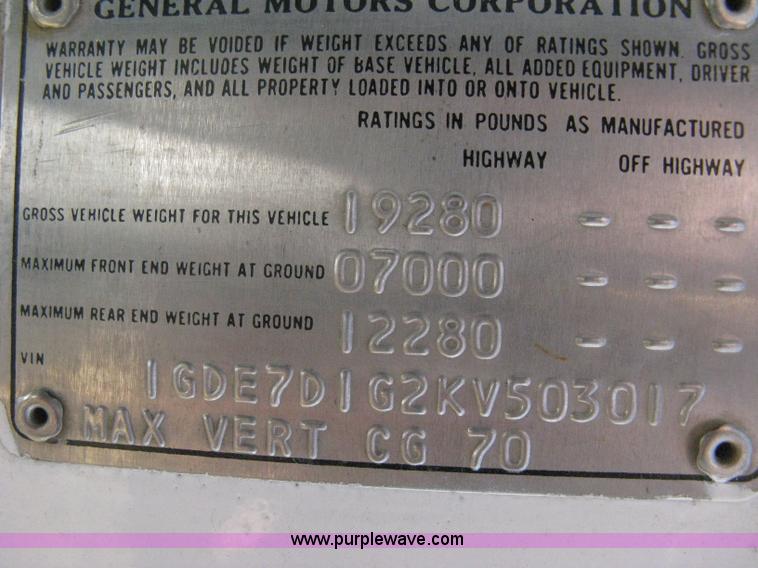 GENERAL MOTORS CORPORATION
WARRANTY MAY BE VOIDED IF WEIGHT EXCEEDS ANY OF RATINGS SHOWN. GROSS
VEHICLE WEIGHT INCLUDES WEIGHT OF BASE VEHICLE, ALL ADDED EQUIPMENT, DRIVER
AND PASSENGERS, AND ALL PROPERTY LOADED INTO OR ONTO VEHICLE.
RATINGS IN POUNDS AS MANUFACTURED
HIGHWAY OFF HIGHWAY
GROSS VEHICLE WEIGHT FOR THIS VEHICLE 19280 - - -
MAXIMUM FRONT END WEIGHT AT GROUND 07000 - - -
MAXIMUM REAR END WEIGHT AT GROUND 12280 - - -
VIN 1GDE7D1G2KV503017
MAX VERT CG 70
www.purplewave.com